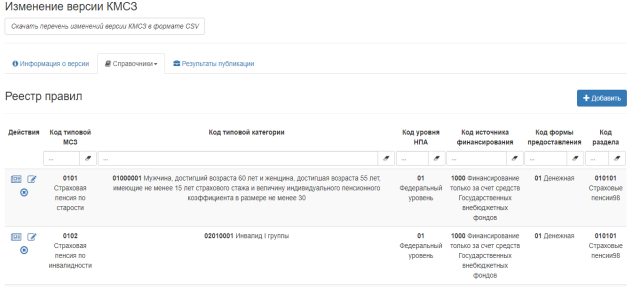 Изменение версии КМСЗ
Скачать перечень изменений версии КМСЗ в формате CSV
Информация о версии
Справочники
Результаты публикации
Реестр правил
Добавить
Действия
Код типовой
МСЗ
Код типовой категории
Код уровня
НПА
Код источника
финансирования
Код формы
предоставления
Код
раздела
...
...
...
...
...
...
0101
Страховая
пенсия по
старости
01000001 Мужчина, достигший возраста 60 лет и женщина, достигшая возраста 55 лет,
имеющие не менее 15 лет страхового стажа и величину индивидуального пенсионного
коэффициента в размере не менее 30
01
Федеральный
уровень
1000 Финансирование
только за счет средств
Государственных
внебюджетных
фондов
01 Денежная
010101
Страховые
пенсии98
0102
Страховая
пенсия по
инвалидности
02010001 Инвалид I группы
01
Федеральный
уровень
1000 Финансирование
только за счет средств
Государственных
внебюджетных
фондов
01 Денежная
010101
Страховые
пенсии98